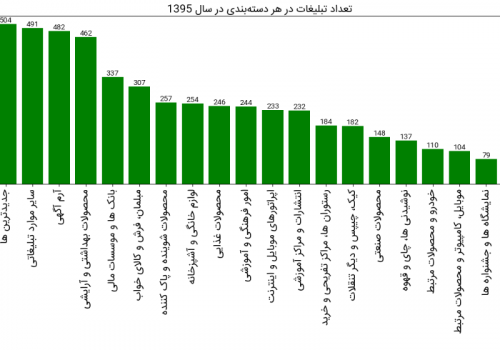 تعداد تبلیغات در هر دسته‌بندی در سال 1395
504
491
482
462
337
307
257
254
246
244
233
232
184
182
148
137
110
104
79
جدیدترین ها
سایر موارد تبلیغاتی
آرم آگهی
محصولات بهداشتی و آرایشی
بانک ها و موسسات مالی
مبلمان، فرش و کالای خواب
محصولات شوینده و پاک کننده
لوازم خانگی و آشپزخانه
محصولات غذایی
امور فرهنگی و آموزشی
اپراتورهای موبایل و اینترنت
انتشارات و مراکز آموزشی
رستوران ها، مراکز تفریحی و خرید
کیک، چیپس و دیگر تنقلات
محصولات صنعتی
نوشیدنی ها، چای و قهوه
خودرو و محصولات مرتبط
موبایل، کامپیوتر و محصولات مرتبط
نمایشگاه ها و جشنواره ها